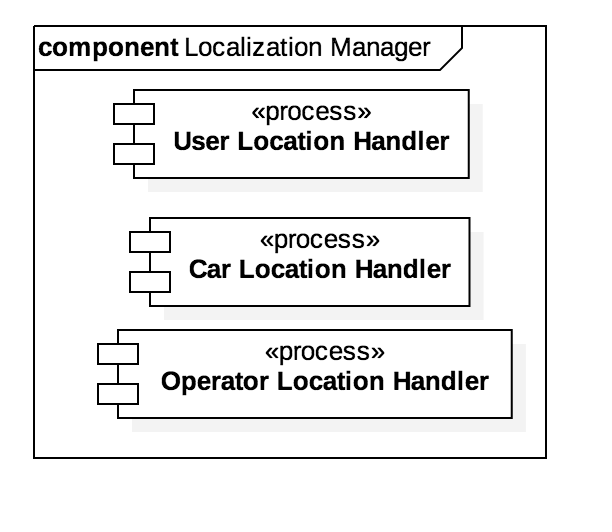 component Localization Manager
«process»
User Location Handler
«process»
Car Location Handler
«process»
Operator Location Handler